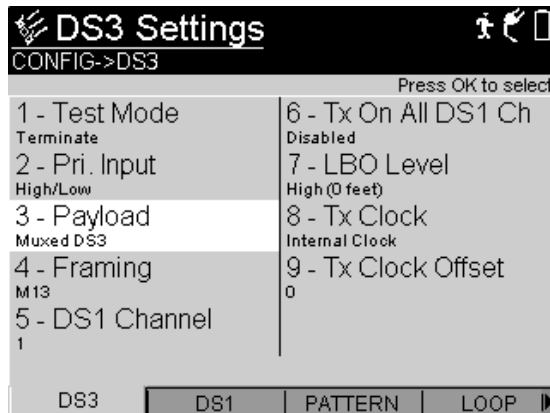 DS3 Settings
CONFIG->DS3
Press OK to select
1 - Test Mode
Terminate
2 - Pri. Input
High/Low
3 - Payload
Muxed DS3
4 - Framing
M13
5 - DS1 Channel
1
6 - Tx On All DS1 Ch
Disabled
7 - LBO Level
High (0 feet)
8 - Tx Clock
Internal Clock
9 - Tx Clock Offset
0
DS3 DS1 PATTERN LOOP